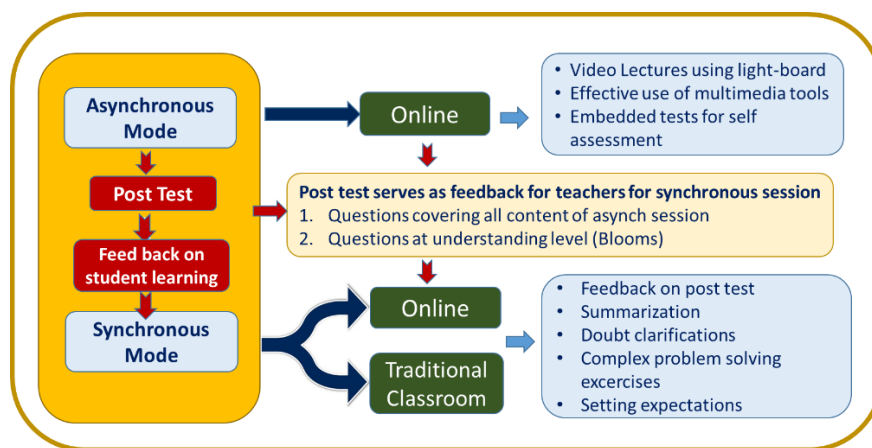 Asynchronous
Mode
Post Test
Feed back on
student learning
Synchronous
Mode
Online
• Video Lectures using light-board
• Effective use of multimedia tools
• Embedded tests for self
assessment
Post test serves as feedback for teachers for synchronous session
1. Questions covering all content of asynch session
2. Questions at understanding level (Blooms)
Online
Traditional
Classroom
• Feedback on post test
• Summarization
• Doubt clarifications
• Complex problem solving
excercises
• Setting expectations